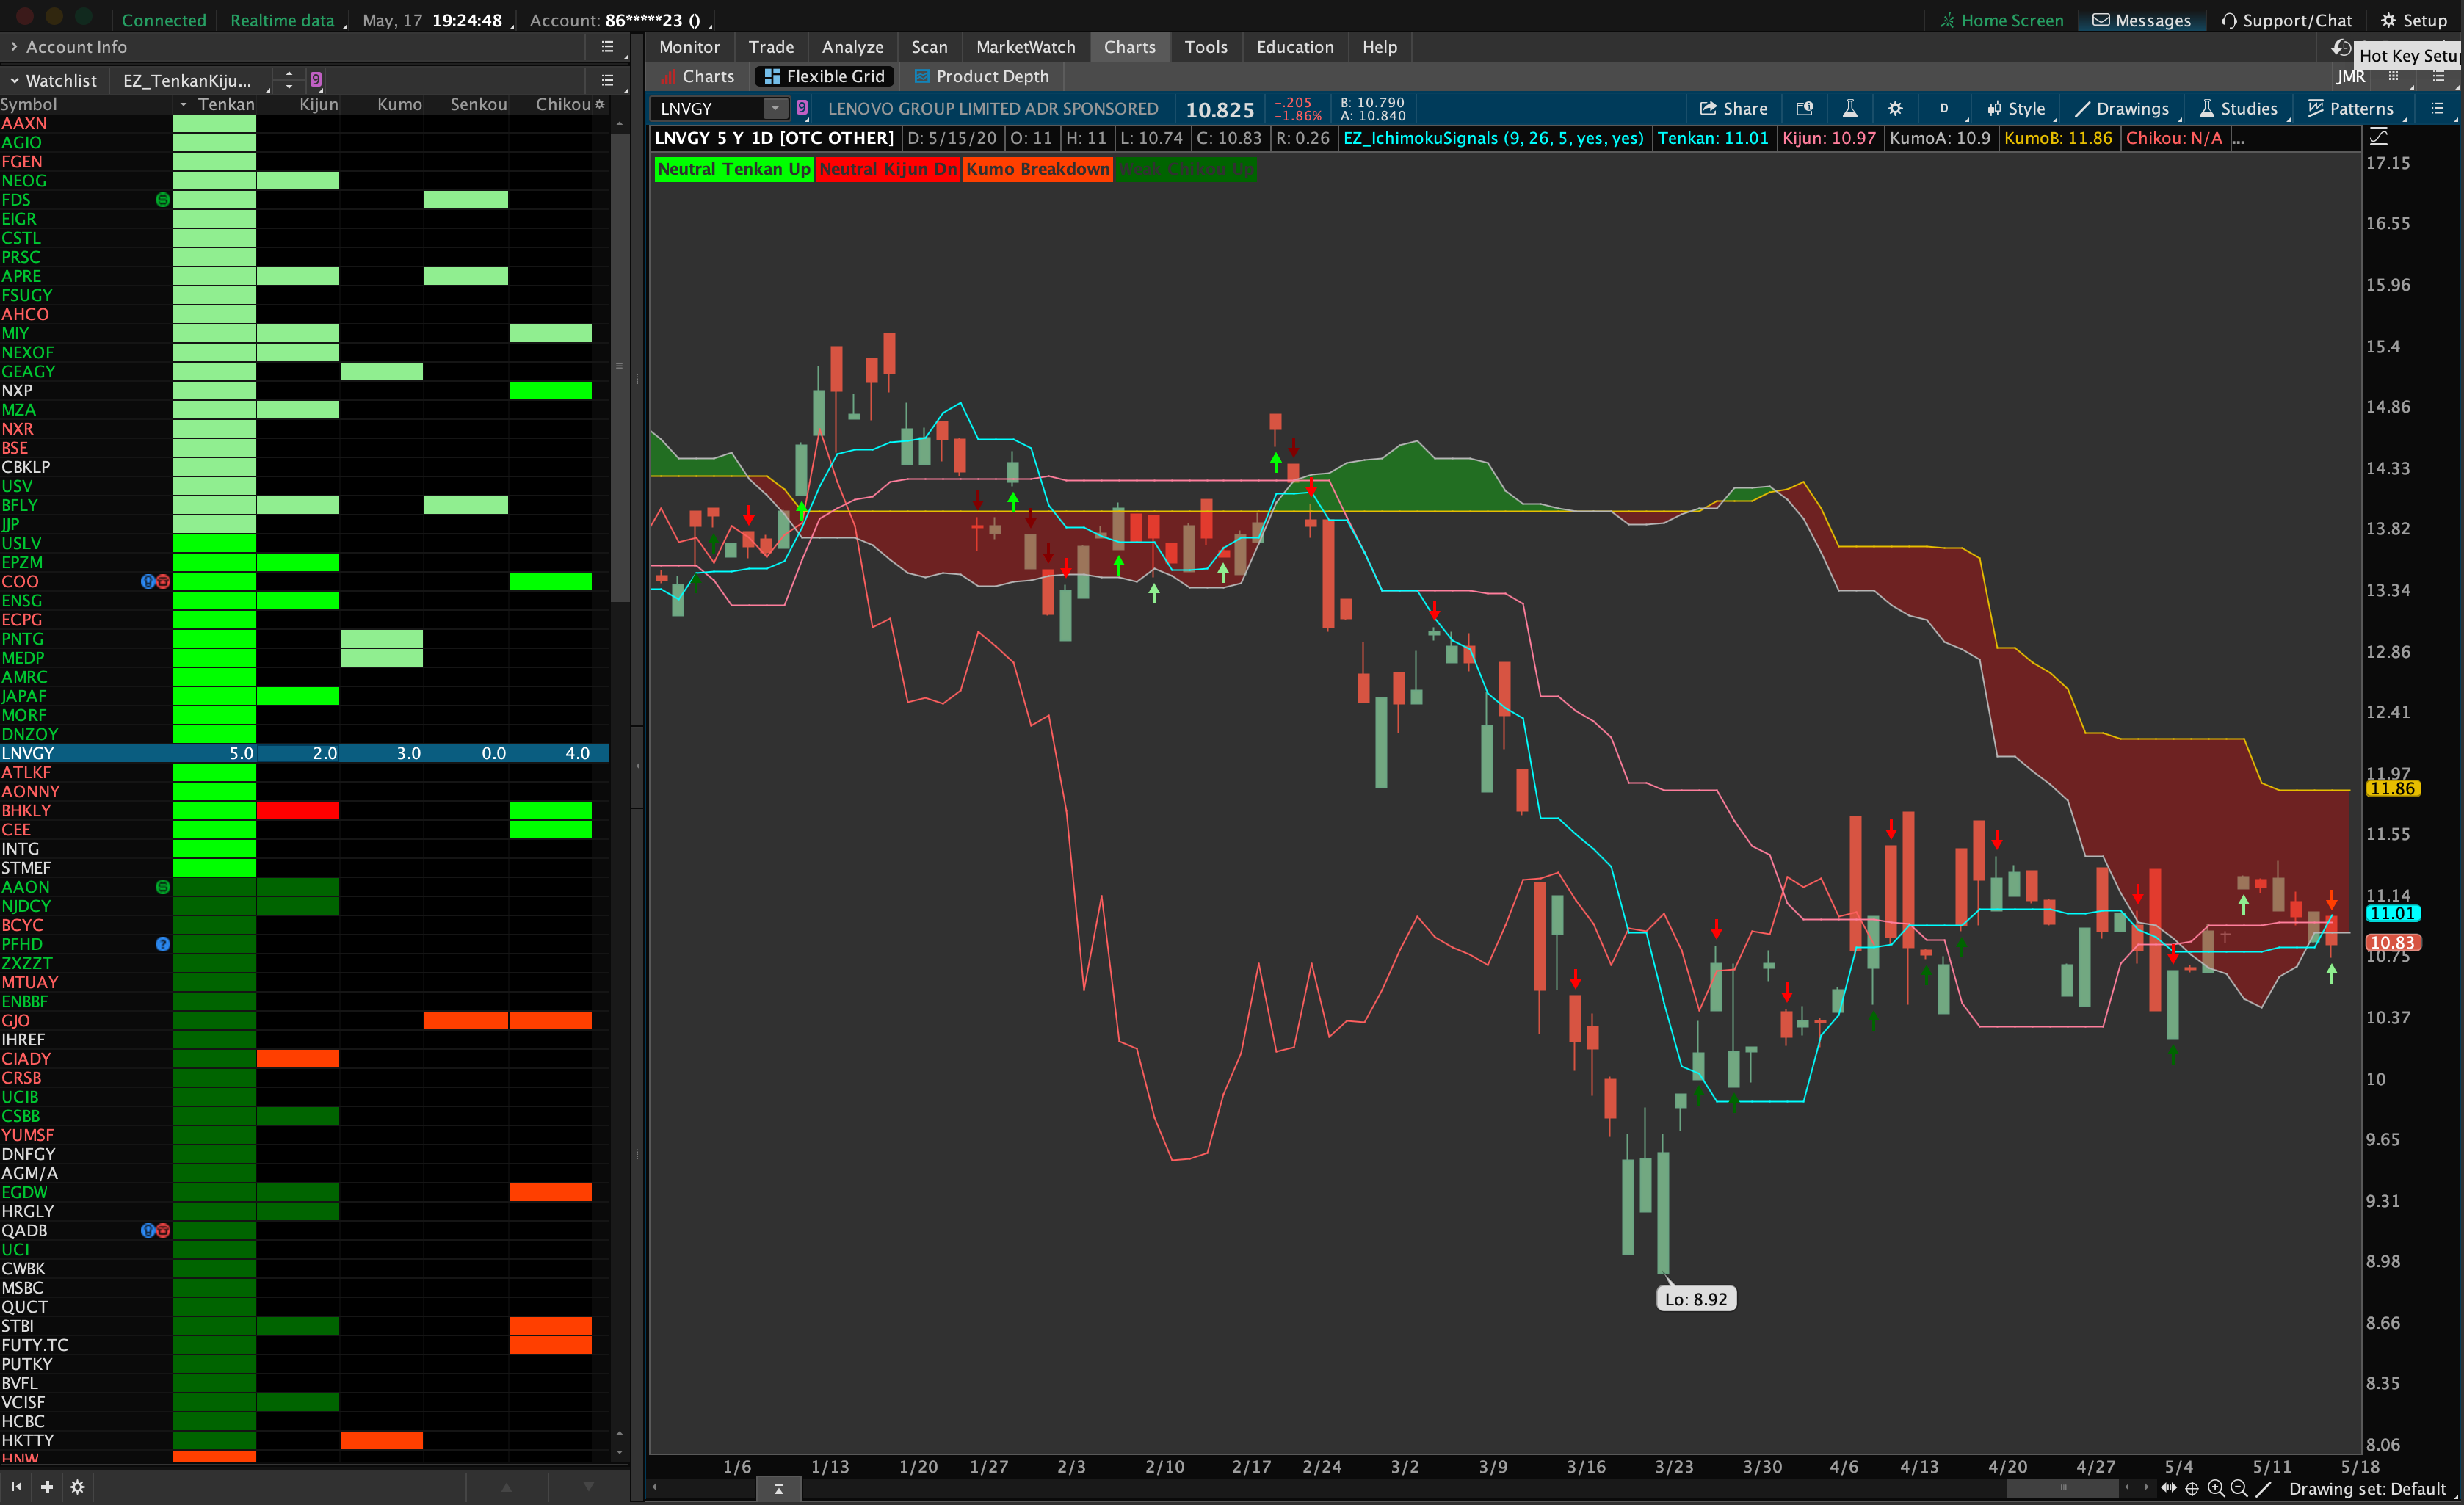 Connected Realtime data May, 17 19:24:48 Account: 86*****23 () Home Screen Messages Support/Chat Setup
Account Info
Monitor Trade Analyze Scan MarketWatch Charts Tools Education Help
Hot Key Setu
Watchlist EZ_TenkanKiju... 9
Charts Flexible Grid Product Depth JMR
Symbol Tenkan Kijun Kumo Senkou Chikou
LNVGY 9 LENOVO GROUP LIMITED ADR SPONSORED 10.825 -.205 -1.86% B: 10.790 A: 10.840 Share D Style Drawings Studies Patterns
LNVGY 5 Y 1D [OTC OTHER] D: 5/15/20 O: 11 H: 11 L: 10.74 C: 10.83 R: 0.26 EZ_IchimokuSignals (9, 26, 5, yes, yes) Tenkan: 11.01 Kijun: 10.97 KumoA: 10.9 KumoB: 11.86 Chikou: N/A ...
Neutral Tenkan Up Neutral Kijun Dn Kumo Breakdown Weak Chikou Up
AAXN
AGIO
FGEN
NEOG
FDS
EIGR
CSTL
PRSC
APRE
FSUGY
AHCO
MIY
NEXOF
GEAGY
NXP
MZA
NXR
BSE
CBKLP
USV
BFLY
JJP
USLV
EPZM
COO
ENSG
ECPG
PNTG
MEDP
AMRC
JAPAF
MORF
DNZOY
LNVGY 5.0 2.0 3.0 0.0 4.0
ATLKF
AONNY
BHKLY
CEE
INTG
STMEF
AAON
NJDCY
BCYC
PFHD
ZXZZT
MTUAY
ENBBF
GJO
IHREF
CIADY
CRSB
UCIB
CSBB
YUMSF
DNFGY
AGM/A
EGDW
HRGLY
QADB
UCI
CWBK
MSBC
QUCT
STBI
FUTY.TC
PUTKY
BVFL
VCISF
HCBC
HKTTY
HNW
17.15
16.55
15.96
15.4
14.86
14.33
13.82
13.34
12.86
12.41
11.97
11.86
11.55
11.14
11.01
10.83
10.75
10.37
10
9.65
9.31
8.98
Lo: 8.92
8.66
8.35
8.06
1/6 1/13 1/20 1/27 2/3 2/10 2/17 2/24 3/2 3/9 3/16 3/23 3/30 4/6 4/13 4/20 4/27 5/4 5/11 5/18
Drawing set: Default